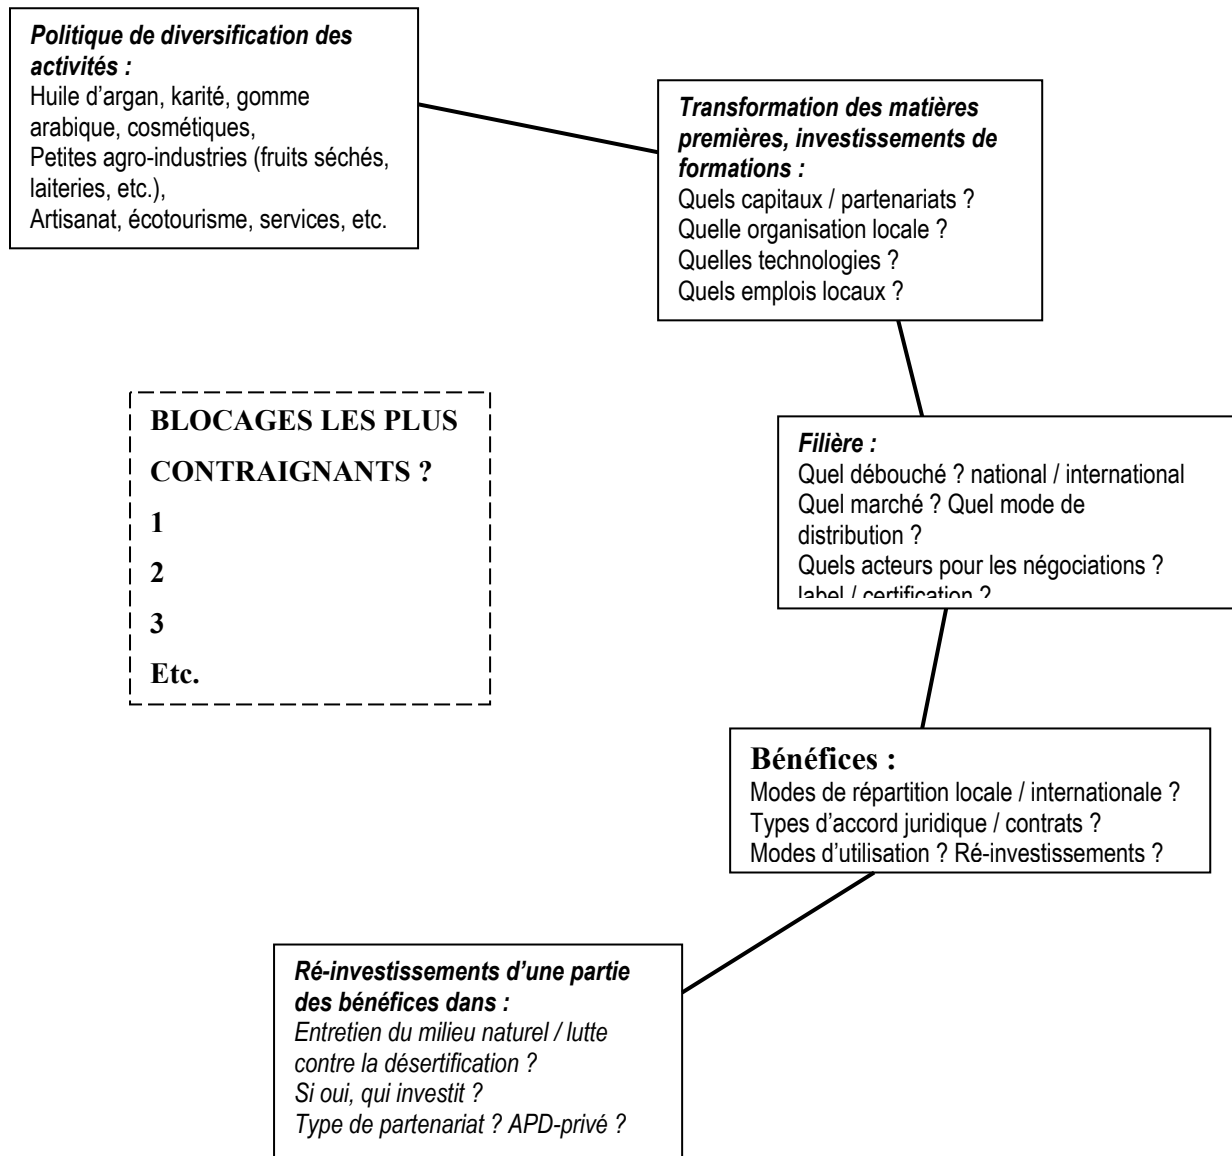 Politique de diversification des
activités :
Huile d'argan, karité, gomme
arabique, cosmétiques,
Petites agro-industries (fruits séchés,
laiteries, etc.),
Artisanat, écotourisme, services, etc.
Transformation des matières
premières, investissements de
formations :
Quels capitaux / partenariats ?
Quelle organisation locale ?
Quelles technologies ?
Quels emplois locaux ?
BLOCAGES LES PLUS
CONTRAIGNANTS ?
1
2
3
Etc.
Filière :
Quel débouché ? national / international
Quel marché ? Quel mode de
distribution ?
Quels acteurs pour les négociations ?
label / certification ?
Bénéfices :
Modes de répartition locale / internationale ?
Types d'accord juridique / contrats ?
Modes d'utilisation ? Ré-investissements ?
Ré-investissements d'une partie
des bénéfices dans :
Entretien du milieu naturel / lutte
contre la désertification ?
Si oui, qui investit ?
Type de partenariat ? APD-privé ?